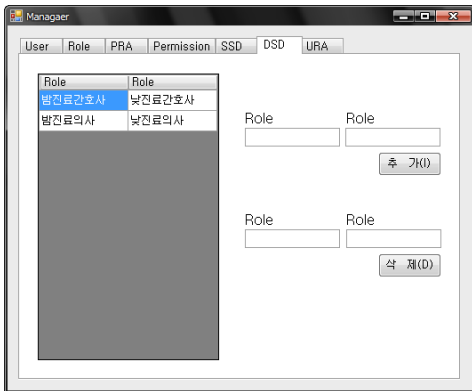 Managaer
User Role PRA Permission SSD DSD URA
Role Role
밤진료간호사 낮진료간호사
밤진료의사 낮진료의사
Role Role
추 가(I)
Role Role
삭 제(D)